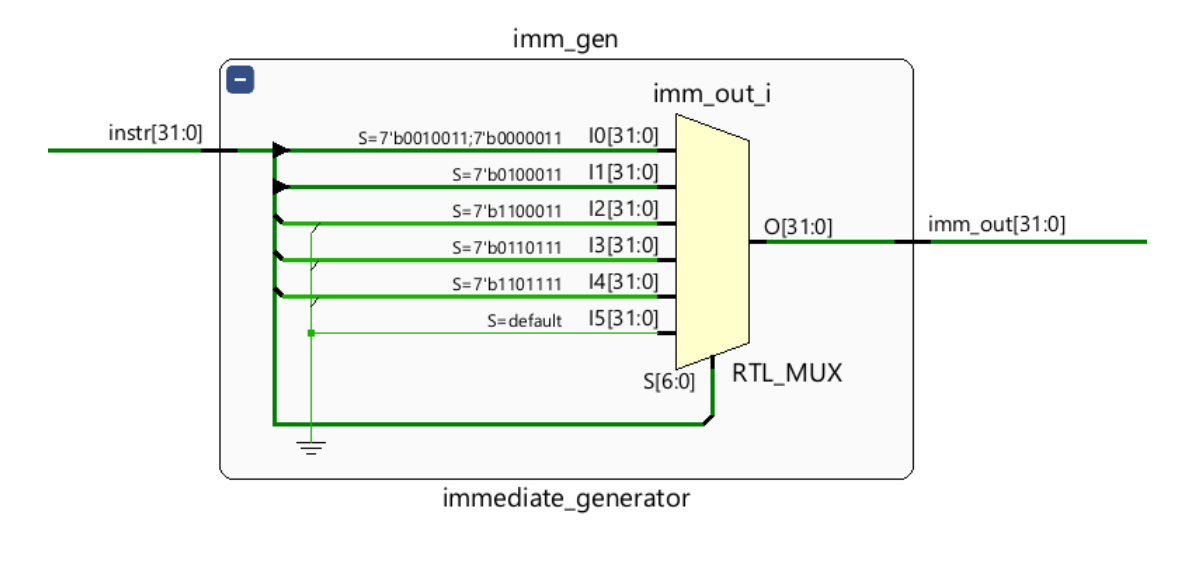 imm_gen
imm_out_i
instr[31:0]
S=7'b0010011;7'b0000011 I0[31:0]
S=7'b0100011 I1[31:0]
S=7'b1100011 I2[31:0]
O[31:0]
imm_out[31:0]
S=7'b0110111 I3[31:0]
S=7'b1101111 I4[31:0]
S=default I5[31:0]
S[6:0]
RTL_MUX
immediate_generator